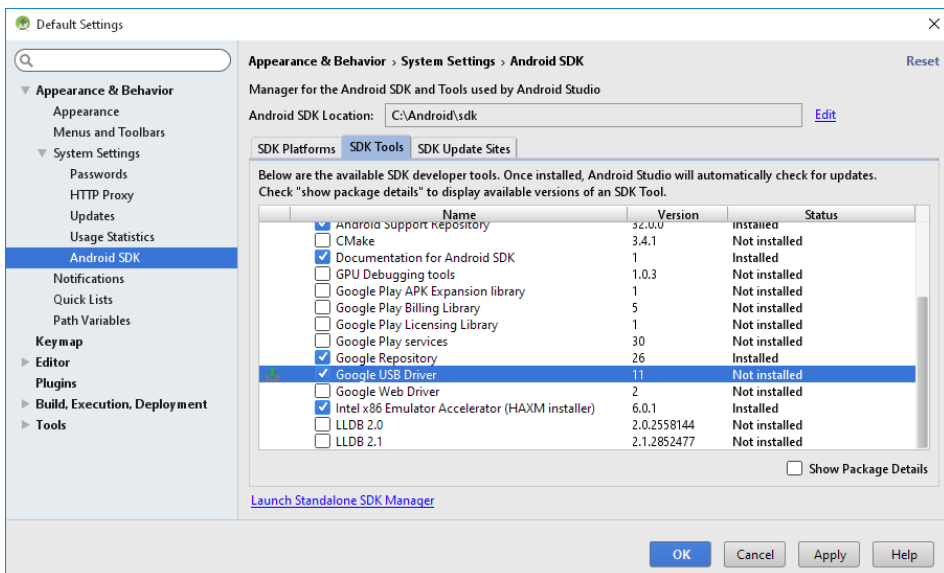 Default Settings
Appearance & Behavior
Appearance
Menus and Toolbars
System Settings
Passwords
HTTP Proxy
Updates
Usage Statistics
Android SDK
Notifications
Quick Lists
Path Variables
Keymap
Editor
Plugins
Build, Execution, Deployment
Tools
Appearance & Behavior › System Settings › Android SDK Reset
Manager for the Android SDK and Tools used by Android Studio
Android SDK Location: C:\Android\sdk Edit
SDK Platforms SDK Tools SDK Update Sites
Below are the available SDK developer tools. Once installed, Android Studio will automatically check for updates.
Check "show package details" to display available versions of an SDK Tool.
Name Version Status
Android Support Repository 32.0.0 Installed
CMake 3.4.1 Not installed
Documentation for Android SDK 1 Installed
GPU Debugging tools 1.0.3 Not installed
Google Play APK Expansion library 1 Not installed
Google Play Billing Library 5 Not installed
Google Play Licensing Library 1 Not installed
Google Play services 30 Not installed
Google Repository 26 Installed
Google USB Driver 11 Not installed
Google Web Driver 2 Not installed
Intel x86 Emulator Accelerator (HAXM installer) 6.0.1 Installed
LLDB 2.0 2.0.2558144 Not installed
LLDB 2.1 2.1.2852477 Not installed
Show Package Details
Launch Standalone SDK Manager
OK Cancel Apply Help